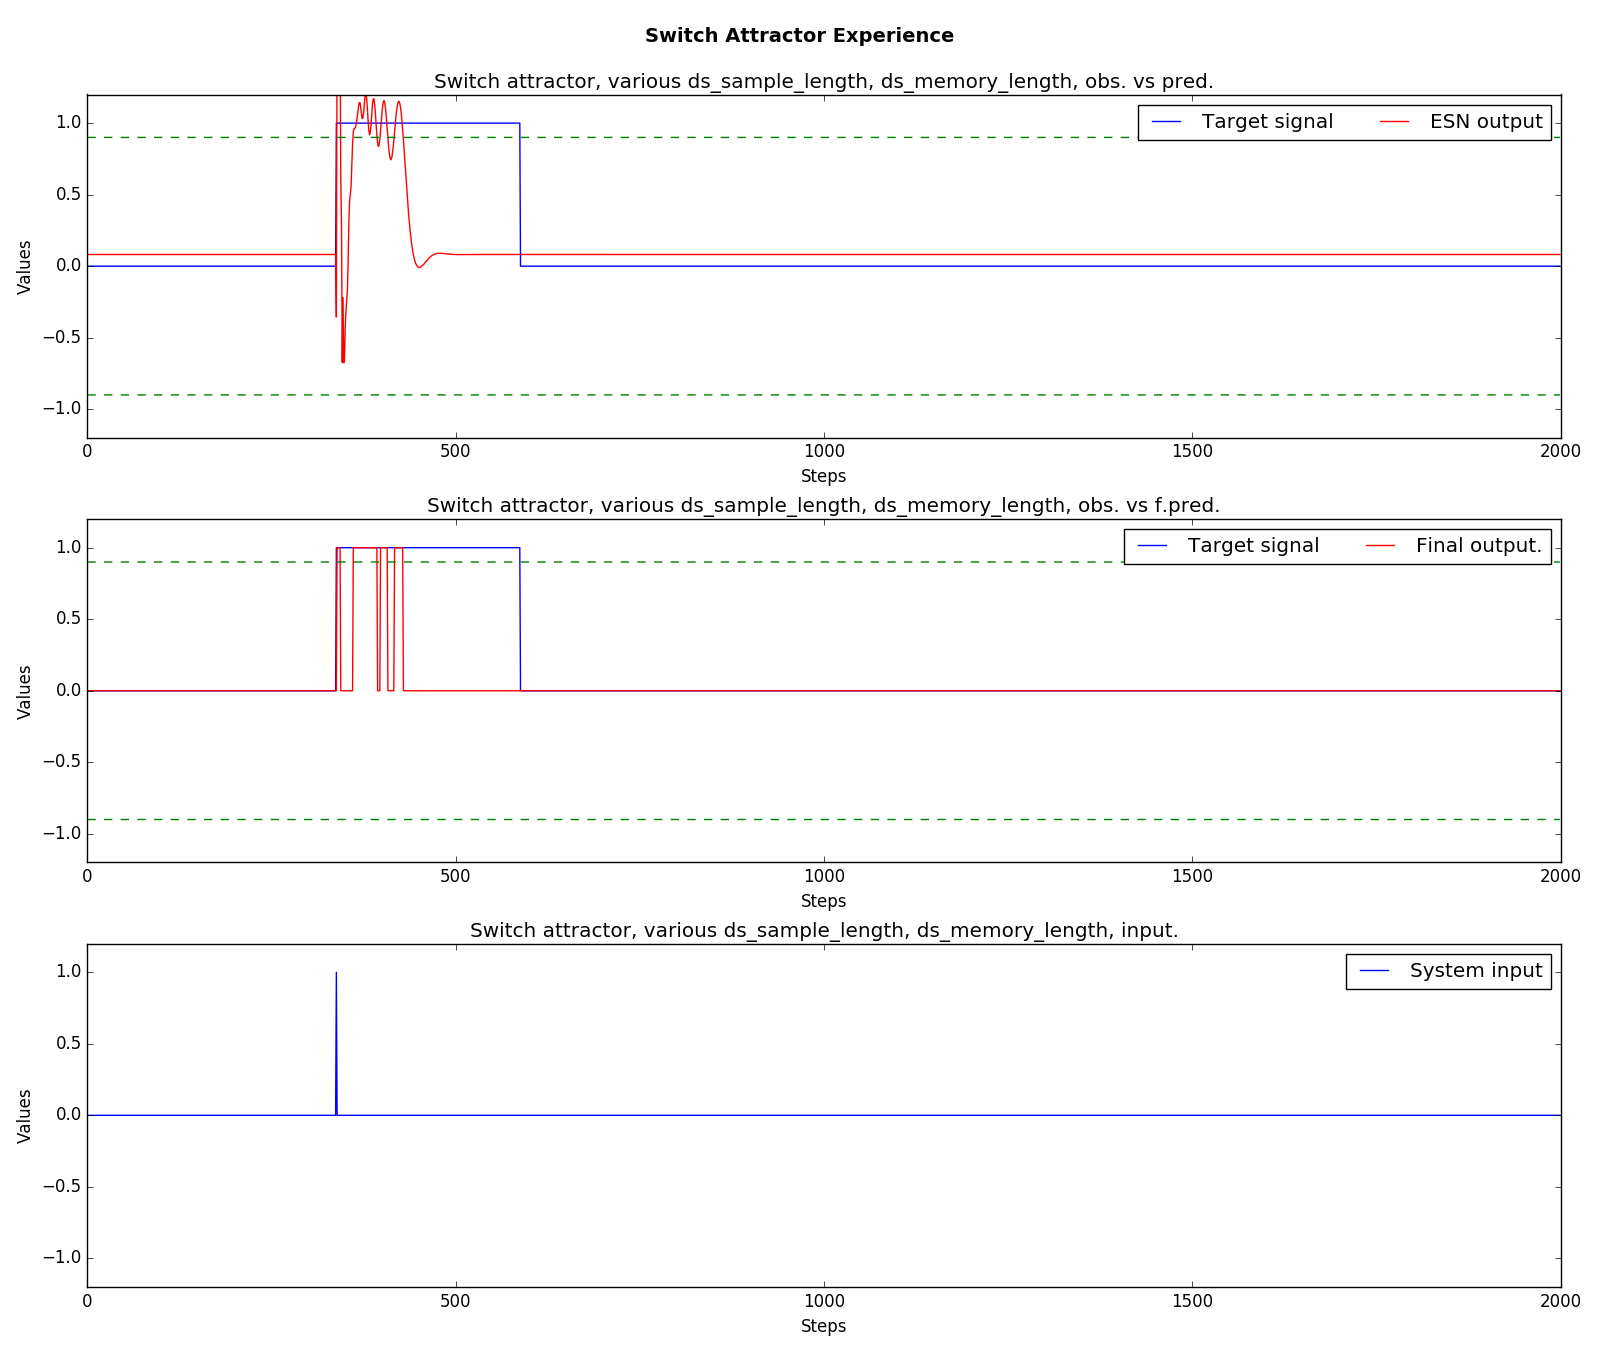 Switch Attractor Experience
Switch attractor, various ds_sample_length, ds_memory_length, obs. vs pred.
Target signal ESN output
1.0
0.5
0.0
−0.5
−1.0
Values
0 500 1000 1500 2000
Steps
Switch attractor, various ds_sample_length, ds_memory_length, obs. vs f.pred.
Target signal Final output.
1.0
0.5
0.0
−0.5
−1.0
Values
0 500 1000 1500 2000
Steps
Switch attractor, various ds_sample_length, ds_memory_length, input.
System input
1.0
0.5
0.0
−0.5
−1.0
Values
0 500 1000 1500 2000
Steps